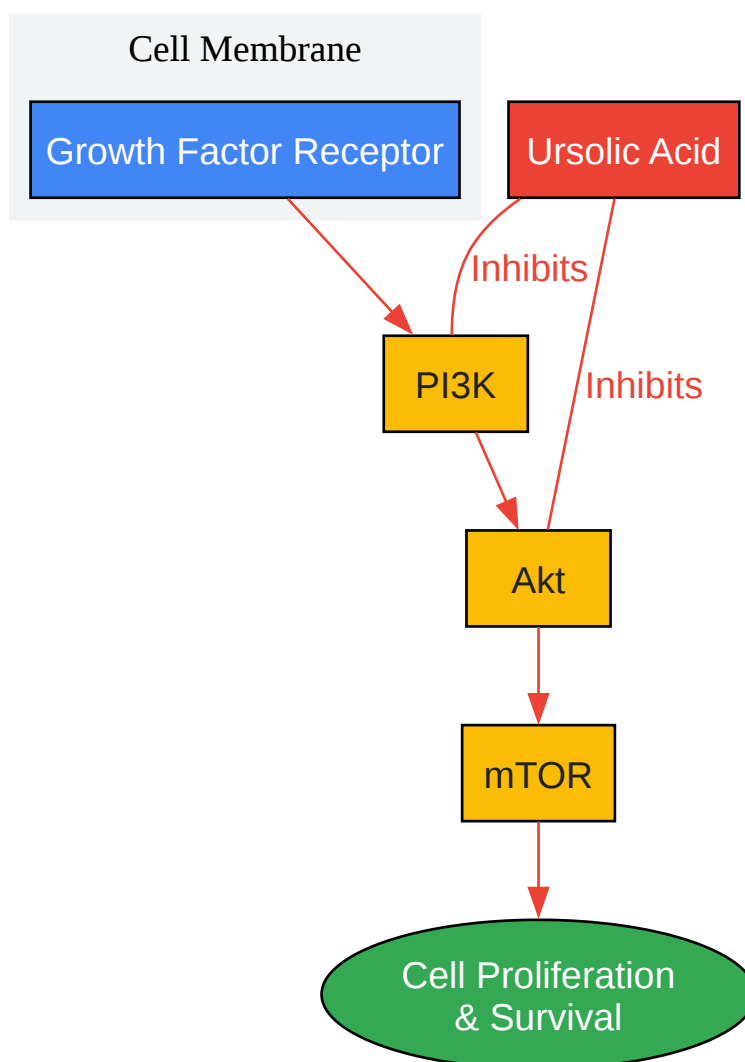 Cell Membrane
Growth Factor Receptor
Ursolic Acid
Inhibits
PI3K
Inhibits
Akt
mTOR
Cell Proliferation
& Survival